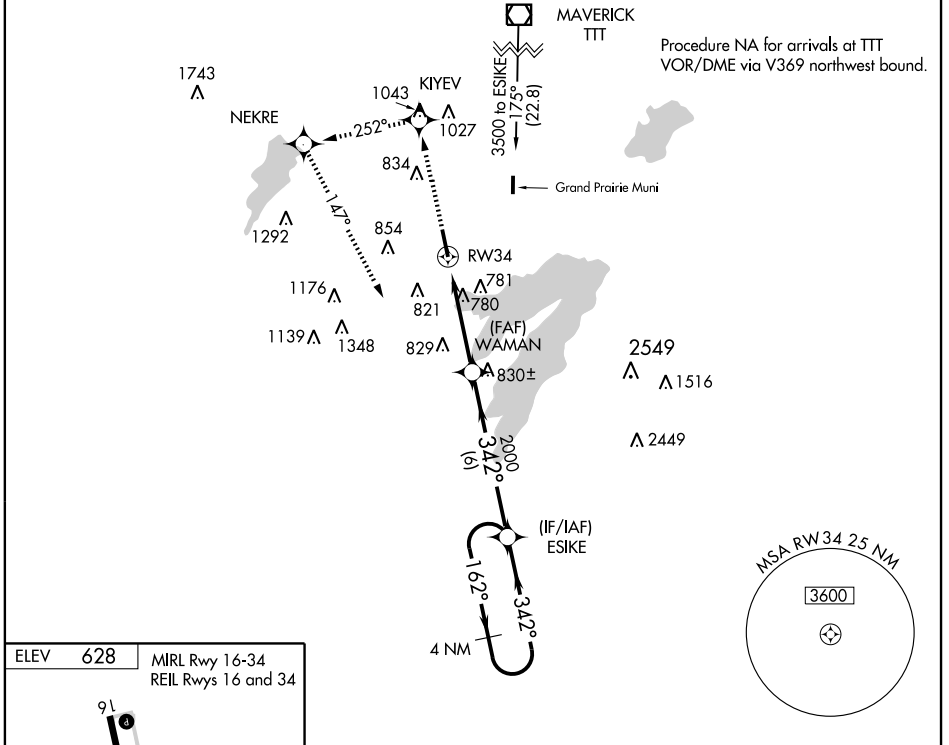 MAVERICK
TTT
Procedure NA for arrivals at TTT
VOR/DME via V369 northwest bound.
3500 to ESIKE
175°
(22.8)
1743
KIYEV
1043
1027
NEKRE
252°
834
Grand Prairie Muni
147°
1292
854
RW34
781
780
1176
821
(FAF)
WAMAN
1139
1348
829
830±
2549
1516
2449
2000
342°
(6)
(IF/IAF)
ESIKE
162°
342°
4 NM
MSA RW34 25 NM
3600
ELEV 628
MIRL Rwy 16-34
REIL Rwys 16 and 34
16
P